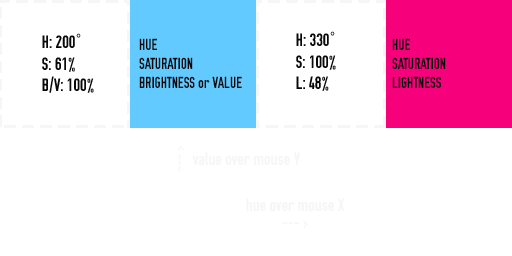 H: 200°
S: 61%
B/V: 100%
HUE
SATURATION
BRIGHTNESS or VALUE
H: 330°
S: 100%
L: 48%
HUE
SATURATION
LIGHTNESS
value over mouse Y
hue over mouse X